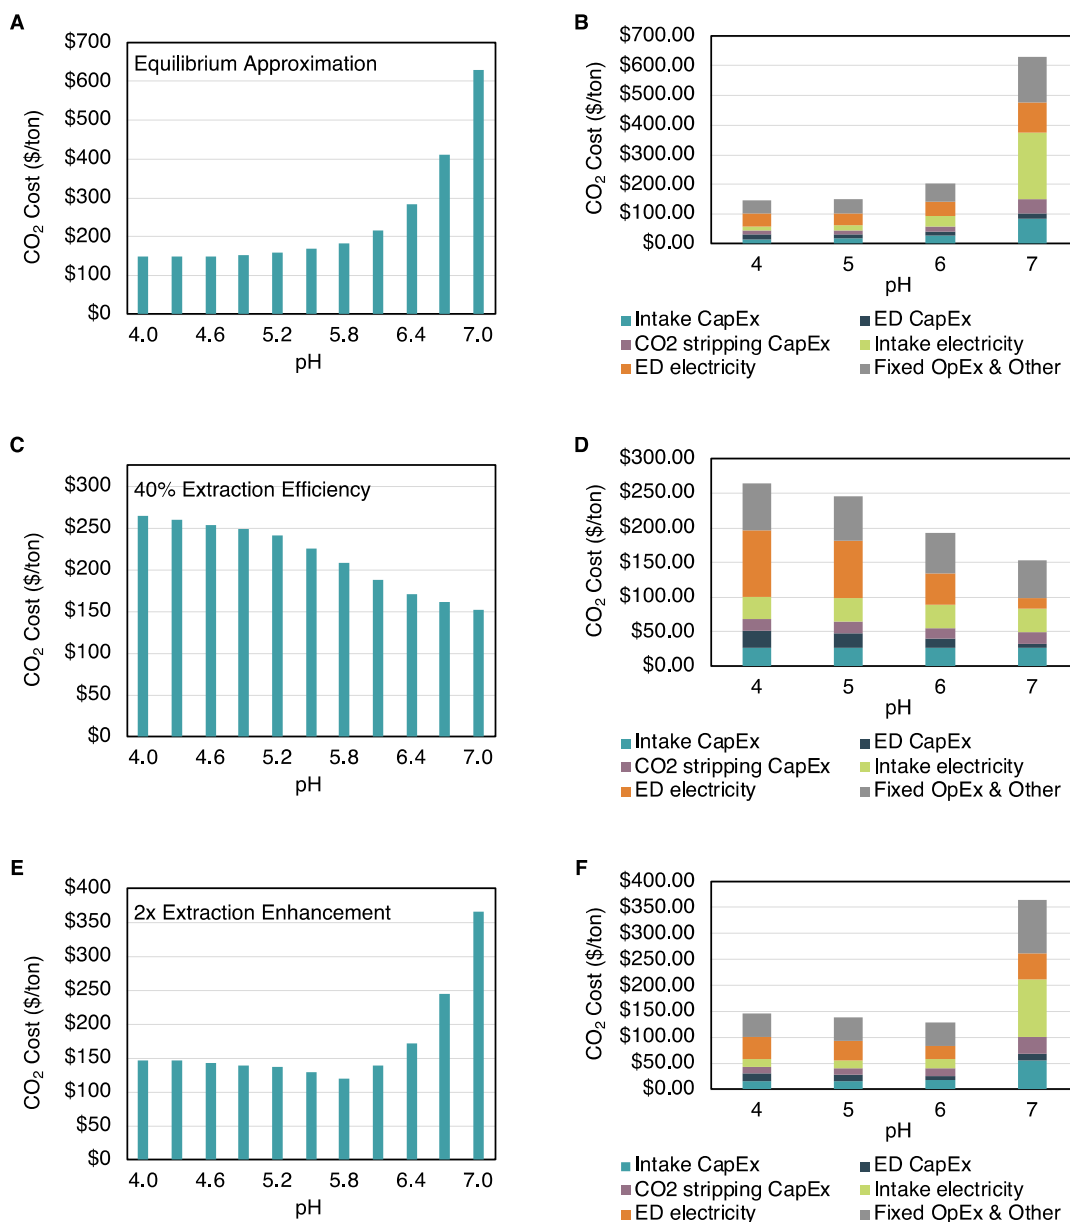 A
$700
$600
$500
$400
$300
$200
$100
$0
CO2 Cost ($/ton)
Equilibrium Approximation
4.0 4.6 5.2 5.8 6.4 7.0
pH
B
$700.00
$600.00
$500.00
$400.00
$300.00
$200.00
$100.00
$0.00
CO2 Cost ($/ton)
4 5 6 7
pH
Intake CapEx ED CapEx
CO2 stripping CapEx Intake electricity
ED electricity Fixed OpEx & Other
C
$300
$250
$200
$150
$100
$50
$0
CO2 Cost ($/ton)
40% Extraction Efficiency
4.0 4.6 5.2 5.8 6.4 7.0
pH
D
$300.00
$250.00
$200.00
$150.00
$100.00
$50.00
$0.00
CO2 Cost ($/ton)
4 5 6 7
pH
Intake CapEx ED CapEx
CO2 stripping CapEx Intake electricity
ED electricity Fixed OpEx & Other
E
$400
$350
$300
$250
$200
$150
$100
$50
$0
CO2 Cost ($/ton)
2x Extraction Enhancement
4.0 4.6 5.2 5.8 6.4 7.0
pH
F
$400.00
$350.00
$300.00
$250.00
$200.00
$150.00
$100.00
$50.00
$0.00
CO2 Cost ($/ton)
4 5 6 7
pH
Intake CapEx ED CapEx
CO2 stripping CapEx Intake electricity
ED electricity Fixed OpEx & Other